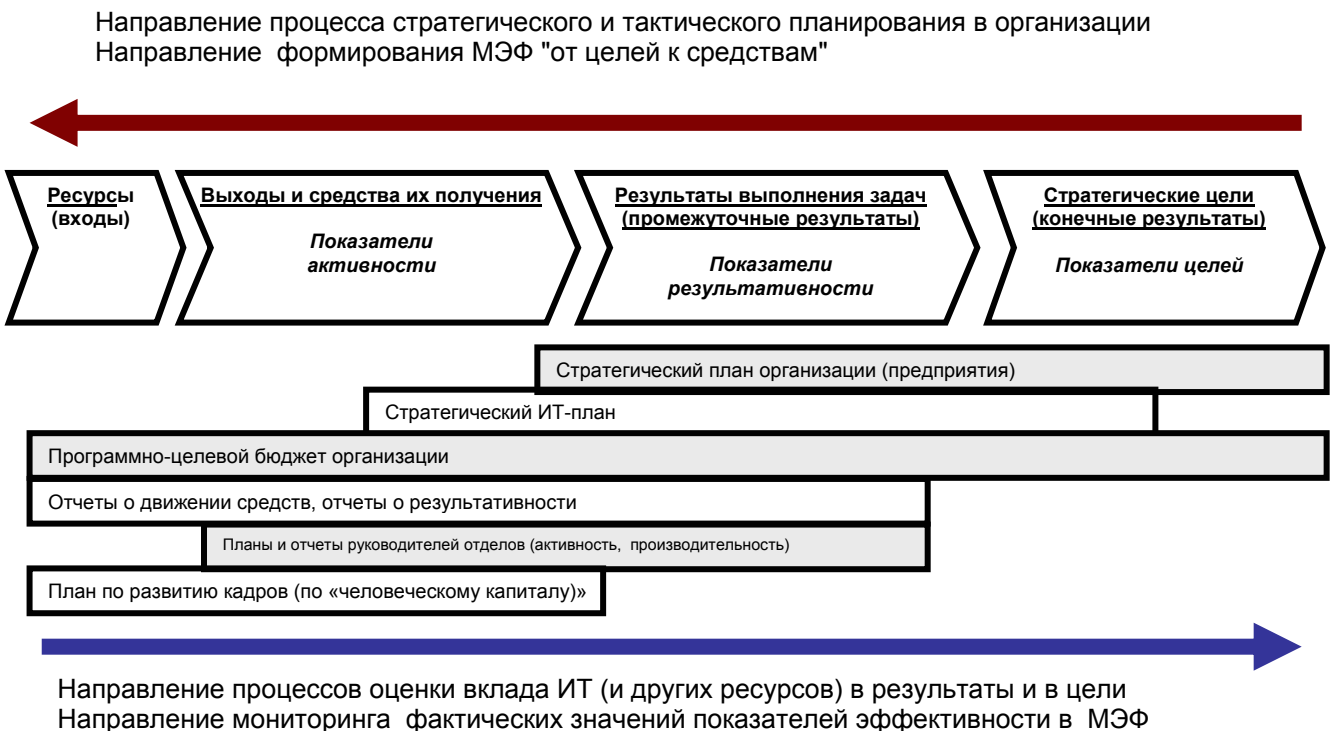 Направление процесса стратегического и тактического планирования в организации
Направление формирования МЭФ "от целей к средствам"
Ресурсы
(входы)
Выходы и средства их получения
Показатели
активности
Результаты выполнения задач
(промежуточные результаты)
Показатели
результативности
Стратегические цели
(конечные результаты)
Показатели целей
Стратегический план организации (предприятия)
Стратегический ИТ-план
Программно-целевой бюджет организации
Отчеты о движении средств, отчеты о результативности
Планы и отчеты руководителей отделов (активность, производительность)
План по развитию кадров (по «человеческому капиталу)»
Направление процессов оценки вклада ИТ (и других ресурсов) в результаты и в цели
Направление мониторинга фактических значений показателей эффективности в МЭФ